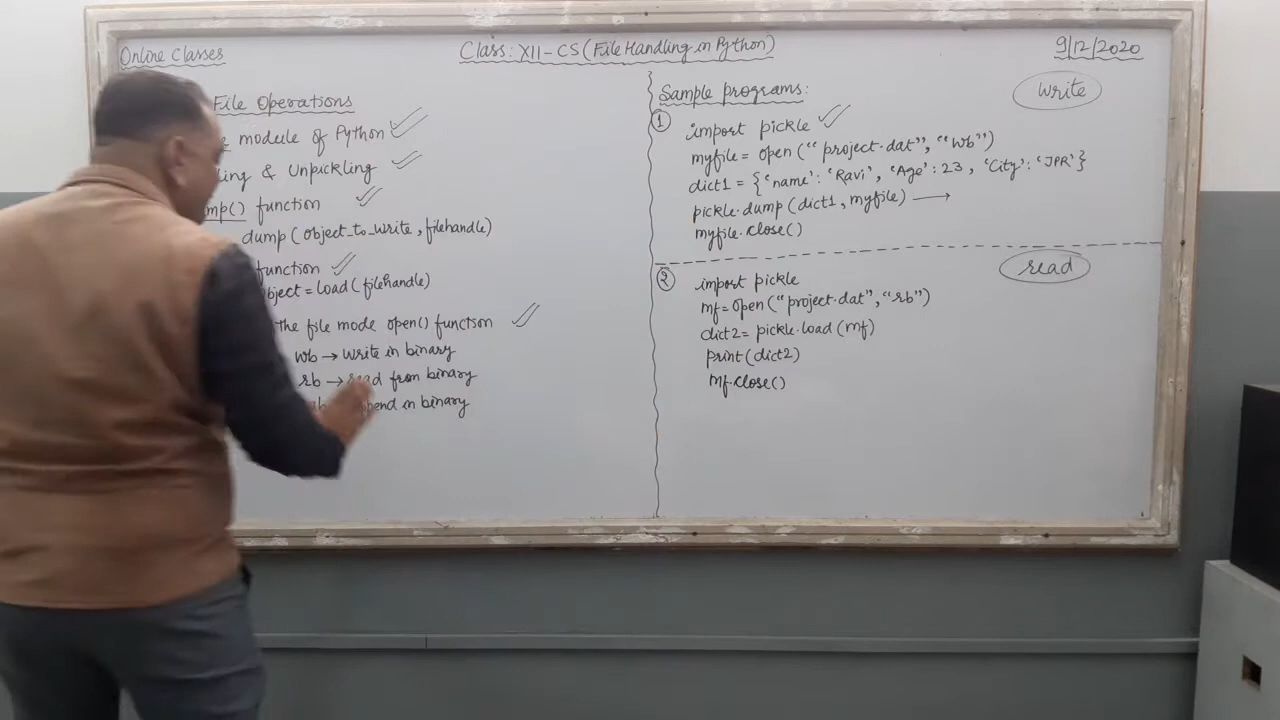 Online Classes
Class: XII-CS (File Handling in Python)
9/12/2020
File Operations
module of Python
& Unpickling
function
dump (object_to_write, filehandle)
function
object = load (filehandle)
the file mode open() function
wb → write in binary
rb → read from binary
in binary
Sample programs:
write
1
import pickle
myfile = open ("project.dat", "wb")
dict1 = {'name': 'Ravi', 'Age': 23, 'City': 'JPR'}
pickle.dump (dict1, myfile) →
myfile.close()
read
2
import pickle
mf = open ("project.dat", "rb")
dict2 = pickle.load (mf)
print (dict2)
mf.close()